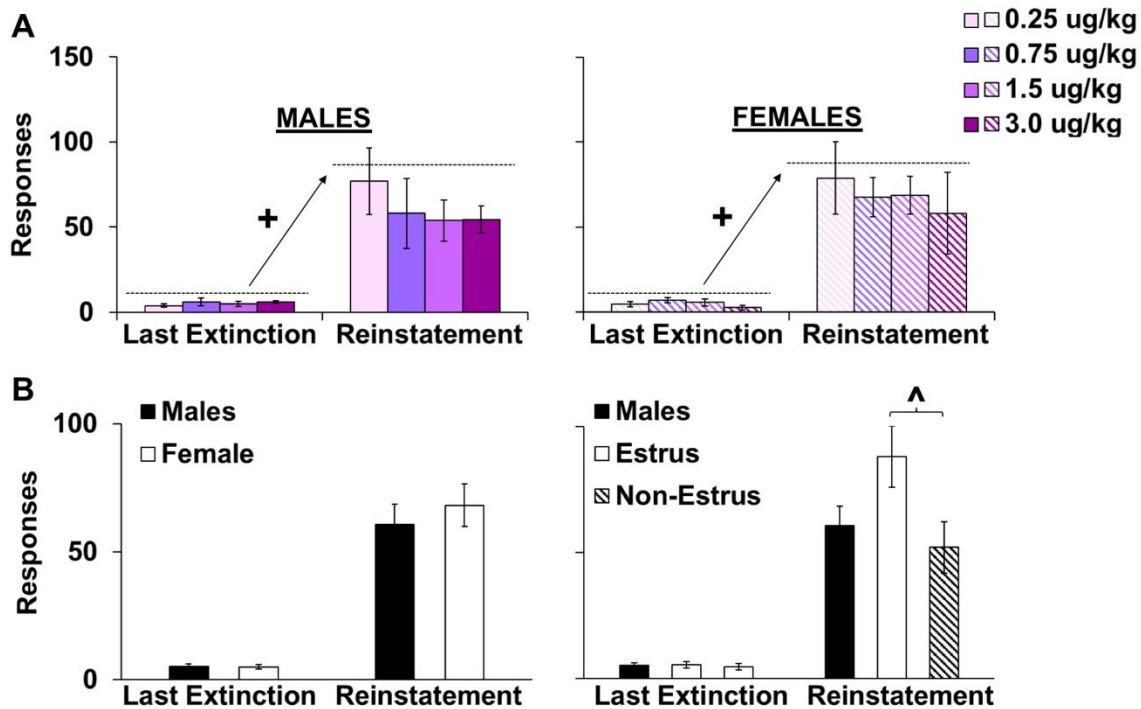 A
150
100
50
0
Responses
MALES
+
Last Extinction
Reinstatement
FEMALES
+
Last Extinction
Reinstatement
0.25 ug/kg
0.75 ug/kg
1.5 ug/kg
3.0 ug/kg
B
100
50
0
Responses
Males
Female
Last Extinction
Reinstatement
Males
Estrus
Non-Estrus
^
Last Extinction
Reinstatement